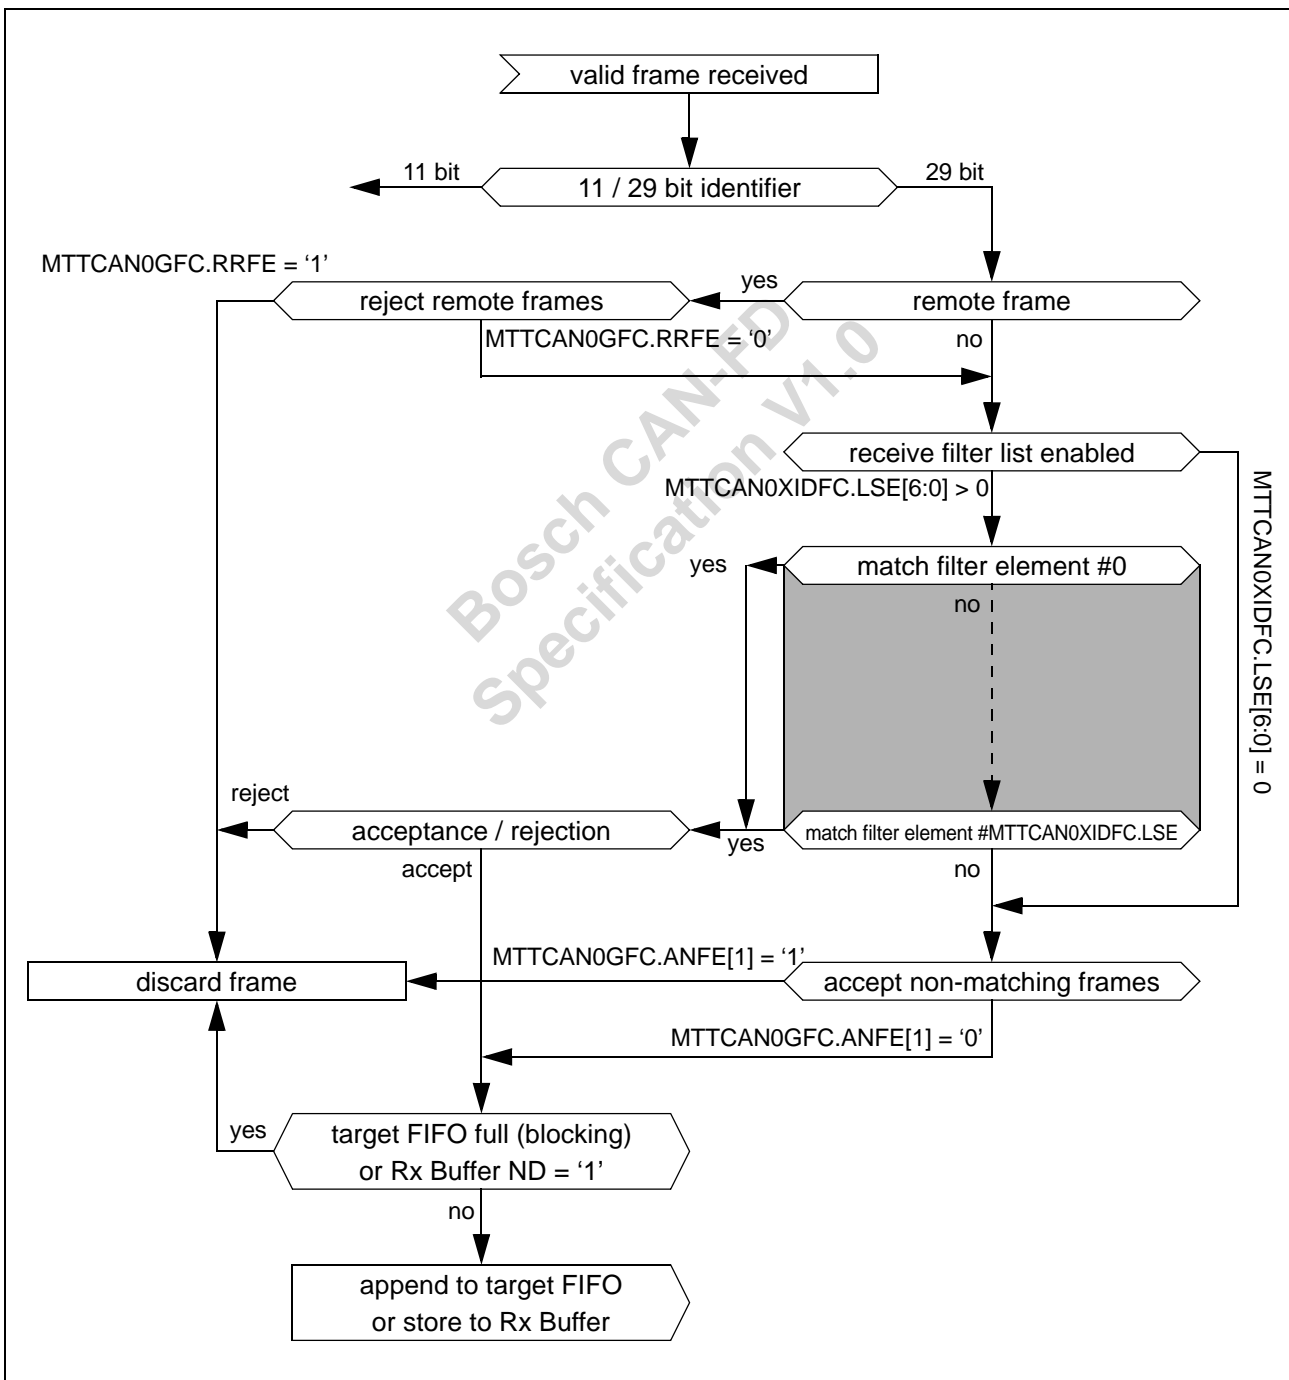 valid frame received
11 bit
11 / 29 bit identifier
29 bit
MTTCAN0GFC.RRFE = ‘1’
reject remote frames
yes
remote frame
MTTCAN0GFC.RRFE = ‘0’
no
receive filter list enabled
MTTCAN0XIDFC.LSE[6:0] > 0
MTTCAN0XIDFC.LSE[6:0] = 0
yes
match filter element #0
no
Bosch CAN-FD
Specification V1.0
reject
acceptance / rejection
yes
match filter element #MTTCAN0XIDFC.LSE
accept
no
MTTCAN0GFC.ANFE[1] = ‘1’
discard frame
accept non-matching frames
MTTCAN0GFC.ANFE[1] = ‘0’
yes
target FIFO full (blocking)
or Rx Buffer ND = ‘1’
no
append to target FIFO
or store to Rx Buffer